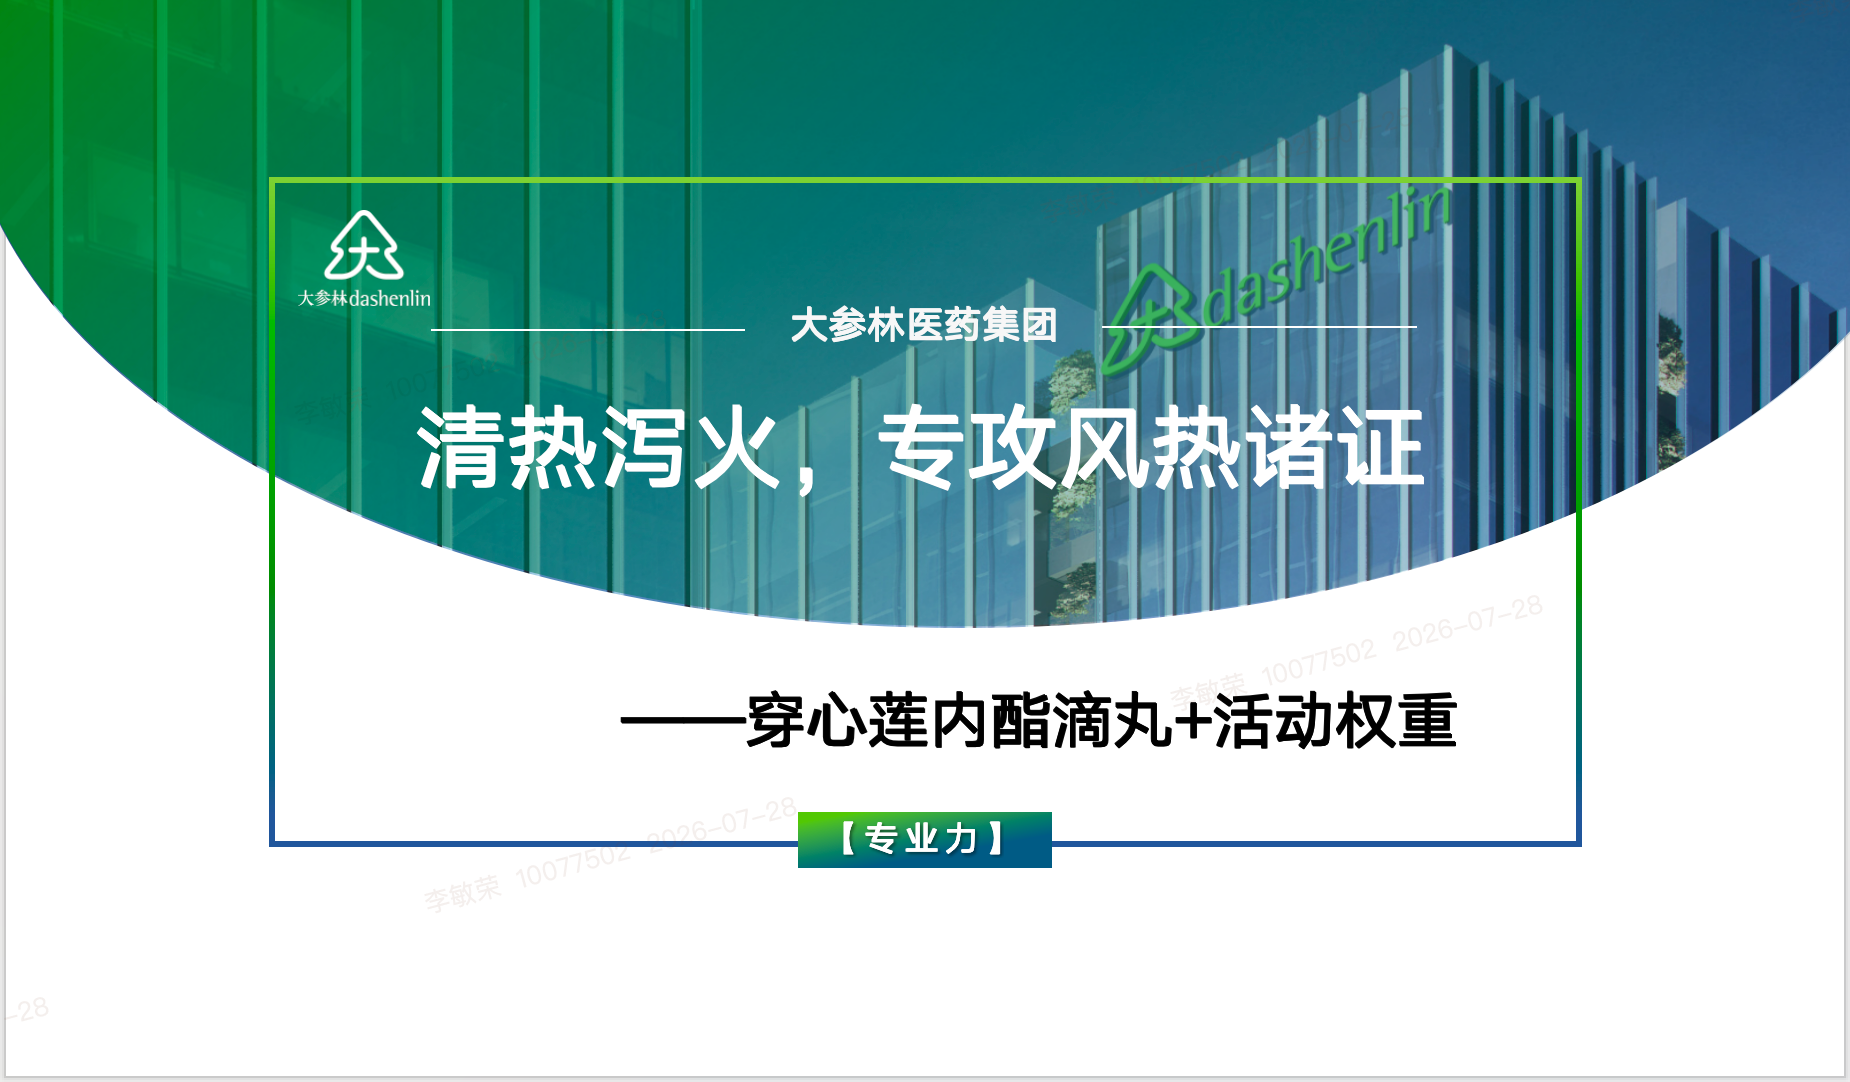 大参林dashenlin
dashenlin
大参林医药集团
清热泻火，专攻风热诸证
——穿心莲内酯滴丸+活动权重
【专业力】
李敏荣 10077502 2026-07-28
李敏荣 10077502 2026-07-28
-28